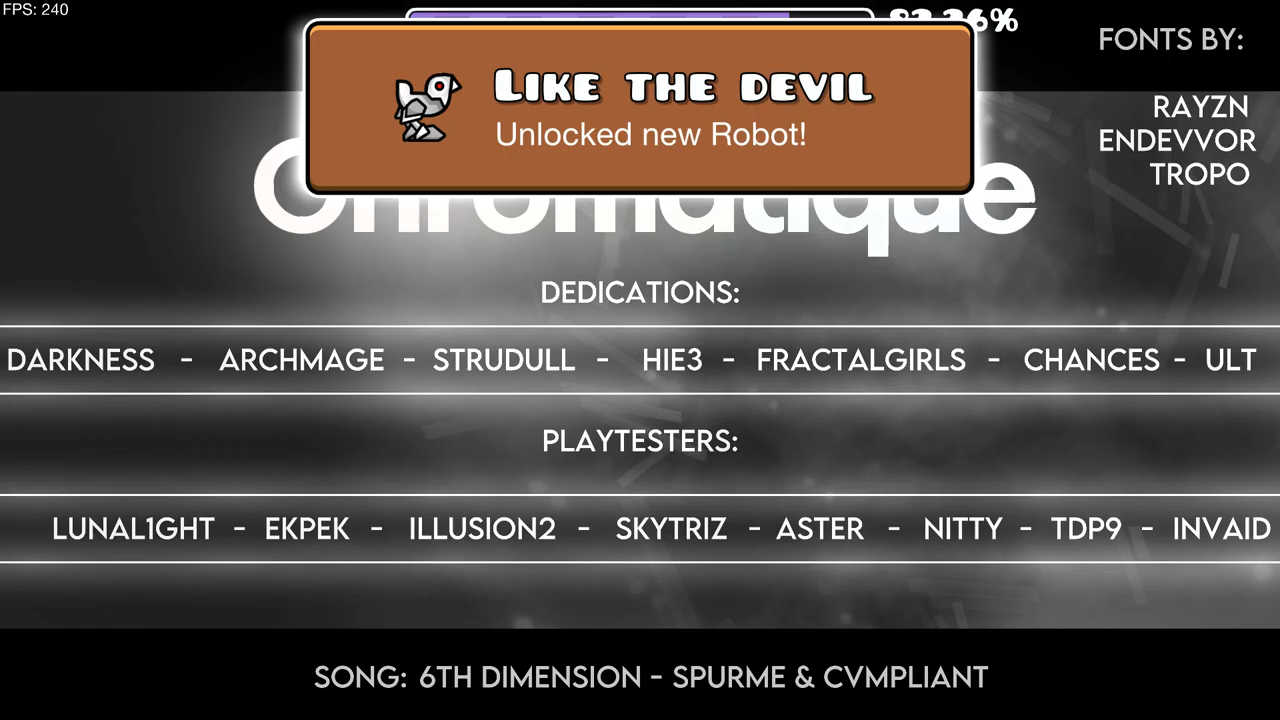 FPS: 240
FONTS BY:
LIKE THE DEVIL
Unlocked new Robot!
RAYZN
ENDEVVOR
TROPO
Chromatique
DEDICATIONS:
DARKNESS - ARCHMAGE - STRUDULL - HIE3 - FRACTALGIRLS - CHANCES - ULT
PLAYTESTERS:
LUNAL1GHT - EKPEK - ILLUSION2 - SKYTRIZ - ASTER - NITTY - TDP9 - INVAID
SONG: 6TH DIMENSION - SPURME & CVMPLIANT